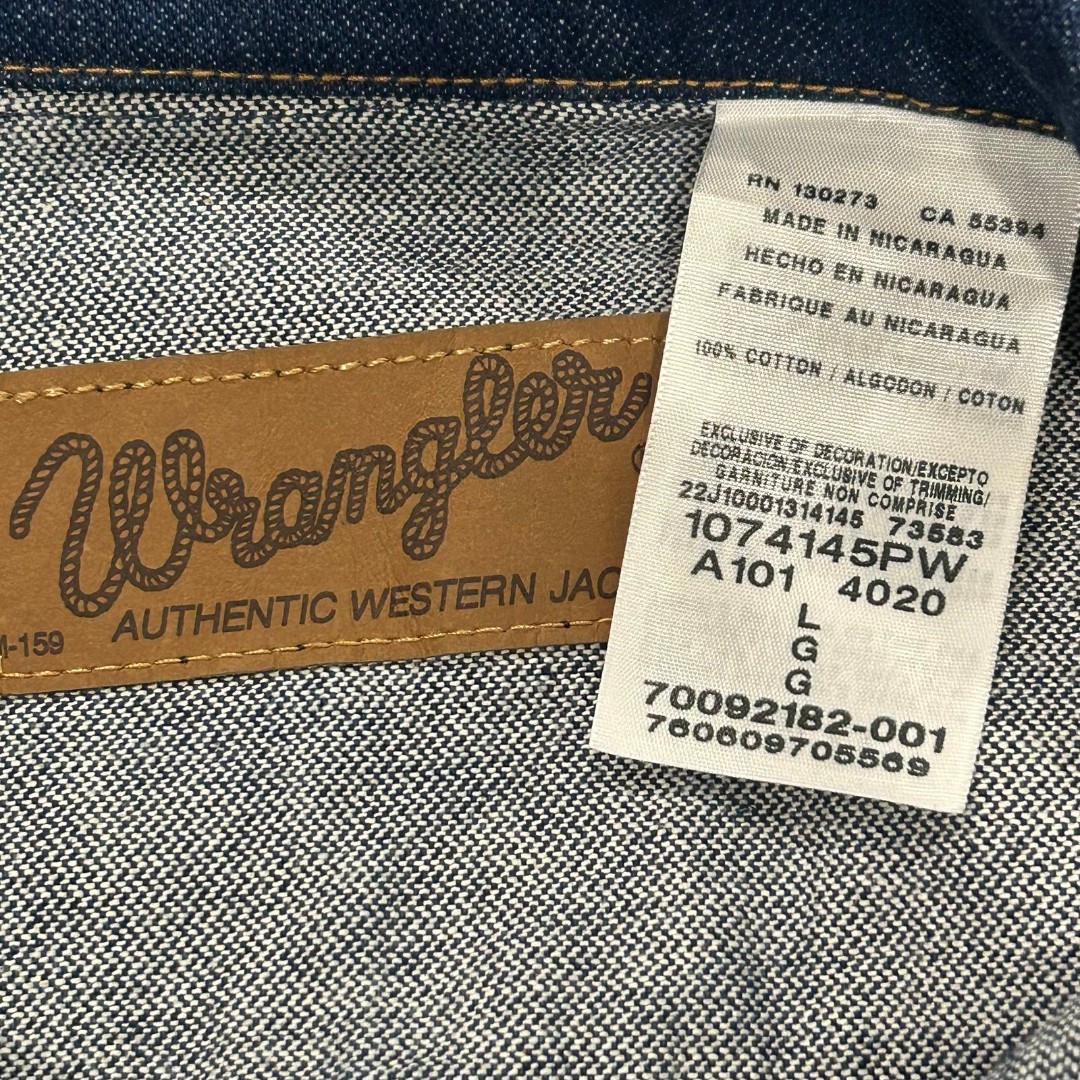 RN 130273 CA 55394
MADE IN NICARAGUA
HECHO EN NICARAGUA
FABRIQUE AU NICARAGUA
100% COTTON / ALGODON / COTON
EXCLUSIVE OF DECORATION/EXCEPTO
DECORACION/EXCLUSIVE OF TRIMMING/
GARNITURE NON COMPRISE
22J10001314145 73583
1074145PW
A101 4020
L
G
G
70092182-001
760609705569
Wrangler
AUTHENTIC WESTERN JAC
-159